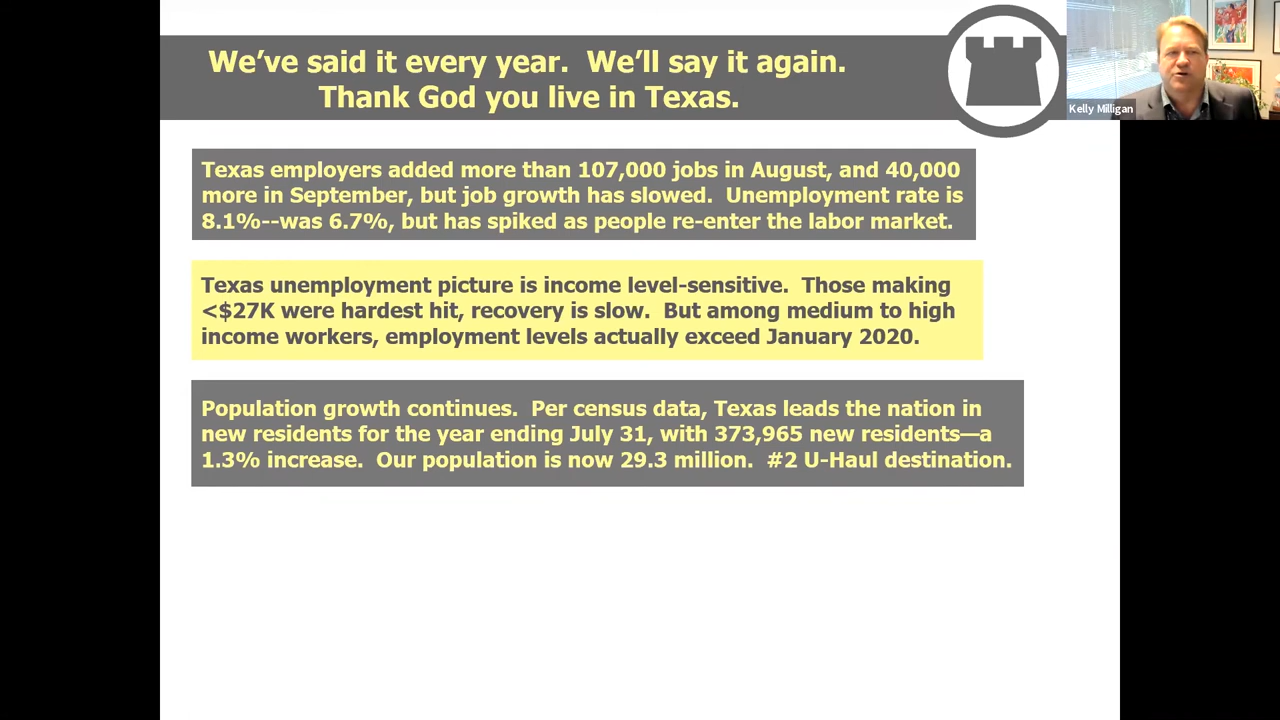 We've said it every year.  We'll say it again.
Thank God you live in Texas.
Kelly Milligan
Texas employers added more than 107,000 jobs in August, and 40,000
more in September, but job growth has slowed.  Unemployment rate is
8.1%--was 6.7%, but has spiked as people re-enter the labor market.
Texas unemployment picture is income level-sensitive.  Those making
<$27K were hardest hit, recovery is slow.  But among medium to high
income workers, employment levels actually exceed January 2020.
Population growth continues.  Per census data, Texas leads the nation in
new residents for the year ending July 31, with 373,965 new residents—a
1.3% increase.  Our population is now 29.3 million.  #2 U-Haul destination.